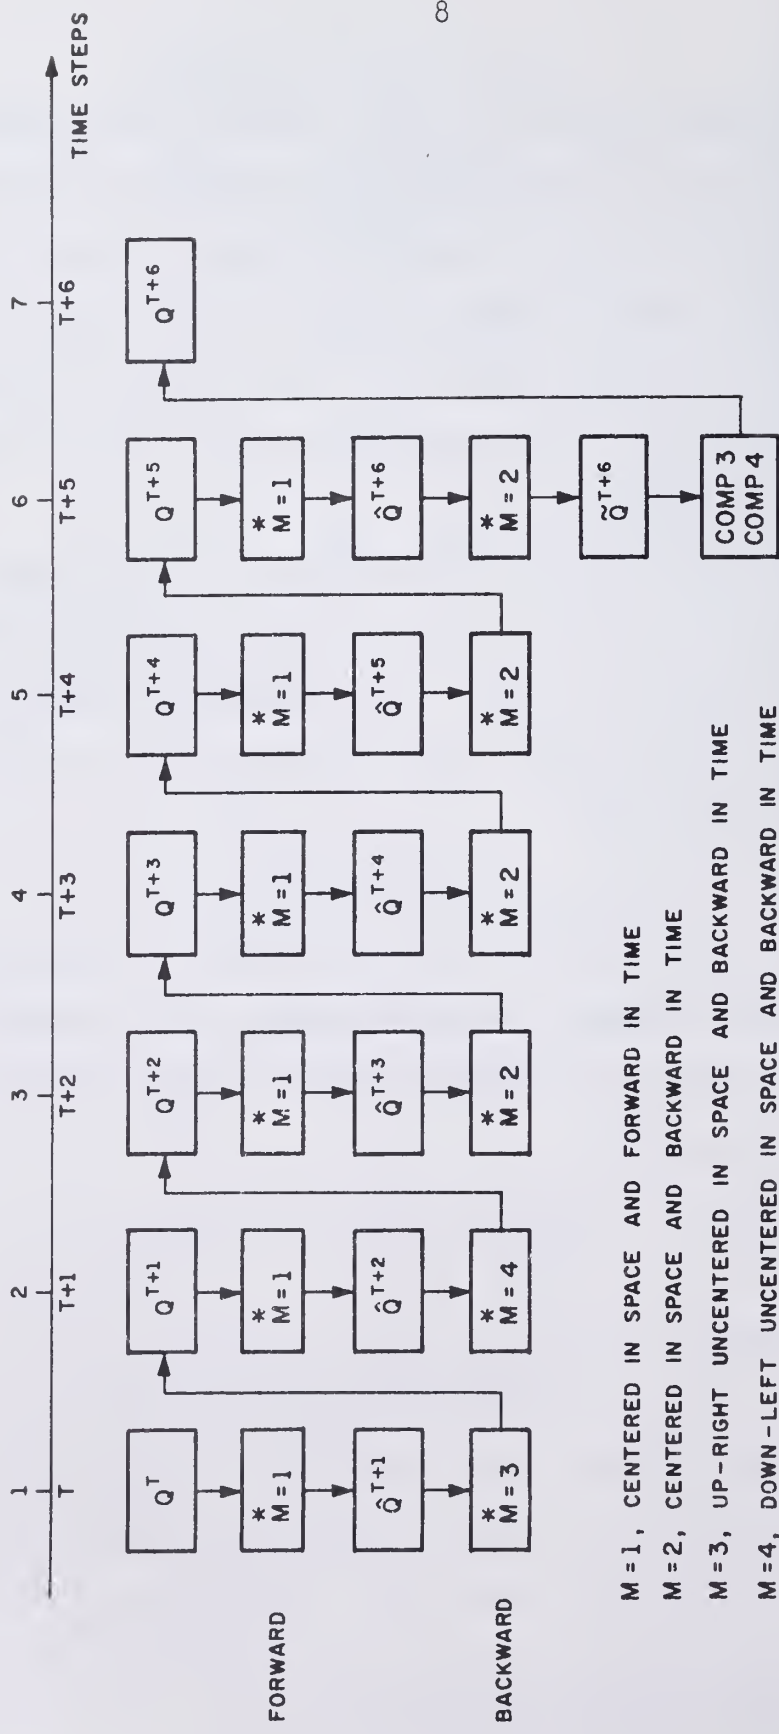 8
1 2 3 4 5 6 7
T T+1 T+2 T+3 T+4 T+5 T+6
TIME STEPS
Q^T Q^T+1 Q^T+2 Q^T+3 Q^T+4 Q^T+5 Q^T+6
FORWARD
* * * * * *
M=1 M=1 M=1 M=1 M=1 M=1
Q̂^T+1 Q̂^T+2 Q̂^T+3 Q̂^T+4 Q̂^T+5 Q̂^T+6
BACKWARD
* * * * * *
M=3 M=4 M=2 M=2 M=2 M=2
Q̃^T+6
COMP 3
COMP 4
M=1, CENTERED IN SPACE AND FORWARD IN TIME
M=2, CENTERED IN SPACE AND BACKWARD IN TIME
M=3, UP-RIGHT UNCENTERED IN SPACE AND BACKWARD IN TIME
M=4, DOWN-LEFT UNCENTERED IN SPACE AND BACKWARD IN TIME